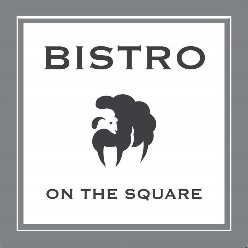 BISTRO
ON THE SQUARE